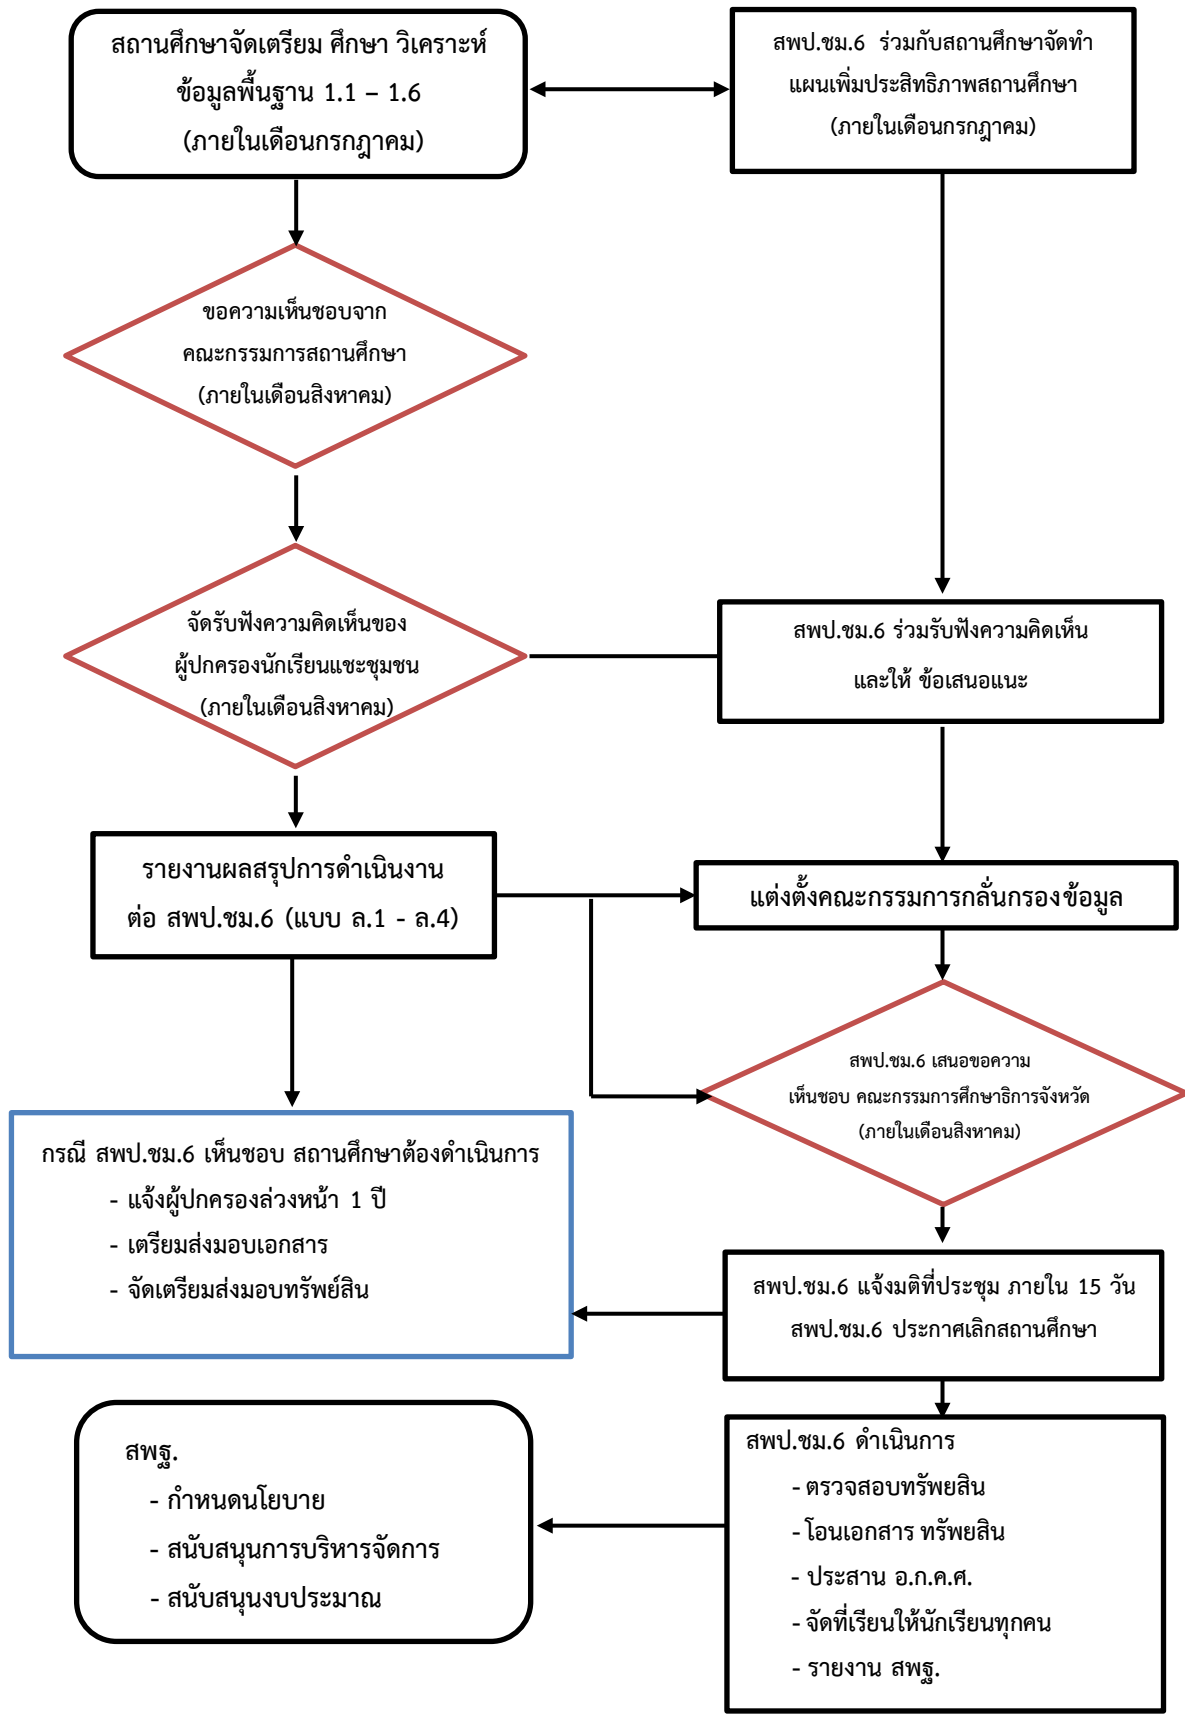 สถานศึกษาจัดเตรียม ศึกษา วิเคราะห์
ข้อมูลพื้นฐาน 1.1 – 1.6
(ภายในเดือนกรกฎาคม)
สพป.ชม.6 ร่วมกับสถานศึกษาจัดทำ
แผนเพิ่มประสิทธิภาพสถานศึกษา
(ภายในเดือนกรกฎาคม)
ขอความเห็นชอบจาก
คณะกรรมการสถานศึกษา
(ภายในเดือนสิงหาคม)
จัดรับฟังความคิดเห็นของ
ผู้ปกครองนักเรียนแชะชุมชน
(ภายในเดือนสิงหาคม)
สพป.ชม.6 ร่วมรับฟังความคิดเห็น
และให้ ข้อเสนอแนะ
รายงานผลสรุปการดำเนินงาน
ต่อ สพป.ชม.6 (แบบ ล.1 - ล.4)
แต่งตั้งคณะกรรมการกลั่นกรองข้อมูล
สพป.ชม.6 เสนอขอความ
เห็นชอบ คณะกรรมการศึกษาธิการจังหวัด
(ภายในเดือนสิงหาคม)
กรณี สพป.ชม.6 เห็นชอบ สถานศึกษาต้องดำเนินการ
- แจ้งผู้ปกครองล่วงหน้า 1 ปี
- เตรียมส่งมอบเอกสาร
- จัดเตรียมส่งมอบทรัพย์สิน
สพป.ชม.6 แจ้งมติที่ประชุม ภายใน 15 วัน
สพป.ชม.6 ประกาศเลิกสถานศึกษา
สพฐ.
- กำหนดนโยบาย
- สนับสนุนการบริหารจัดการ
- สนับสนุนงบประมาณ
สพป.ชม.6 ดำเนินการ
- ตรวจสอบทรัพยสิน
- โอนเอกสาร ทรัพยสิน
- ประสาน อ.ก.ค.ศ.
- จัดที่เรียนให้นักเรียนทุกคน
- รายงาน สพฐ.